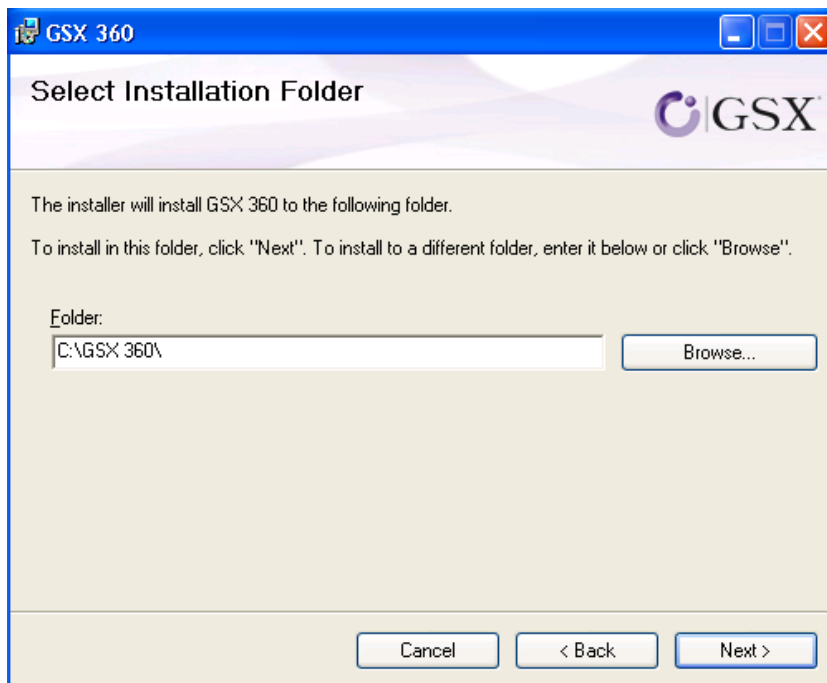 GSX 360
Select Installation Folder
GSX
The installer will install GSX 360 to the following folder.
To install in this folder, click "Next". To install to a different folder, enter it below or click "Browse".
Folder:
C:\GSX 360\
Browse...
Cancel
< Back
Next >